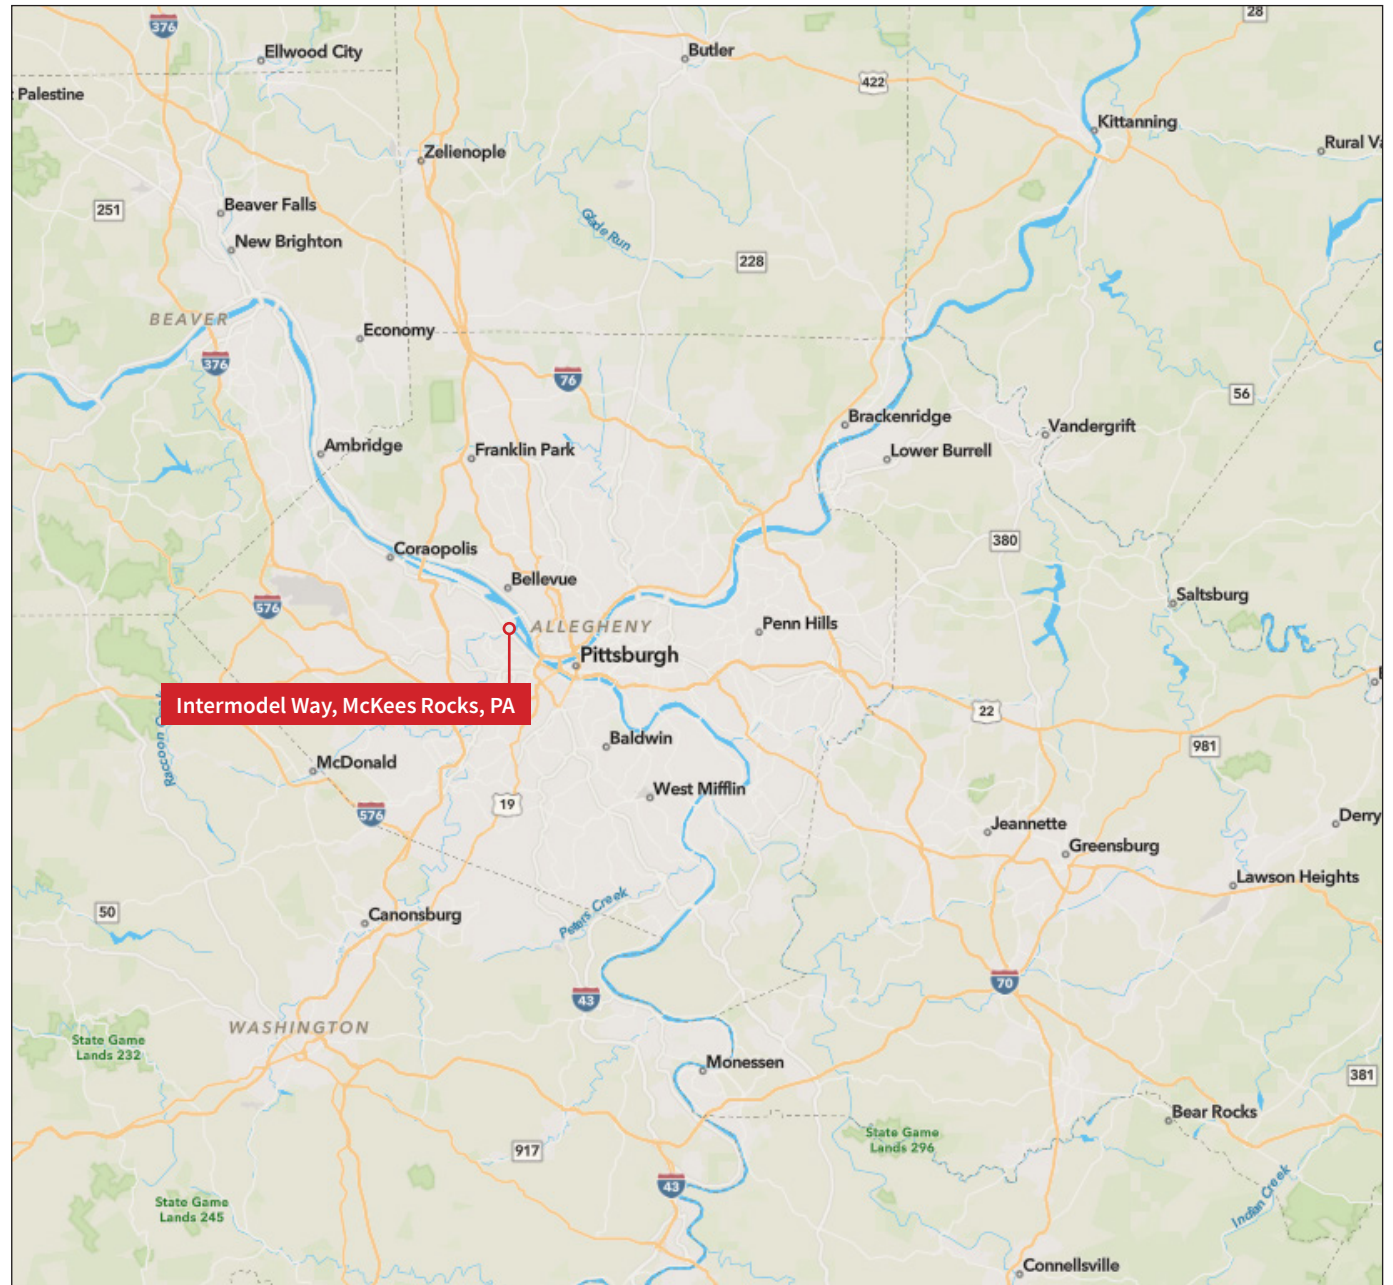 376
Ellwood City
Butler
28
422
Palestine
Kittanning
Rural Va
Zelienople
251
Beaver Falls
Glade Run
New Brighton
228
BEAVER
Economy
376
76
56
Brackenridge
Vandergrift
Ambridge
Franklin Park
Lower Burrell
380
Coraopolis
Bellevue
576
Saltsburg
ALLEGHENY
Penn Hills
Pittsburgh
Intermodel Way, McKees Rocks, PA
Raccoon
22
Baldwin
981
McDonald
West Mifflin
576
19
Jeannette
Derry
Greensburg
Lawson Heights
50
Canonsburg
Peters Creek
70
43
WASHINGTON
State Game
Lands 232
Monessen
381
Bear Rocks
State Game
Lands 296
917
43
State Game
Lands 245
Indian Creek
Connellsville